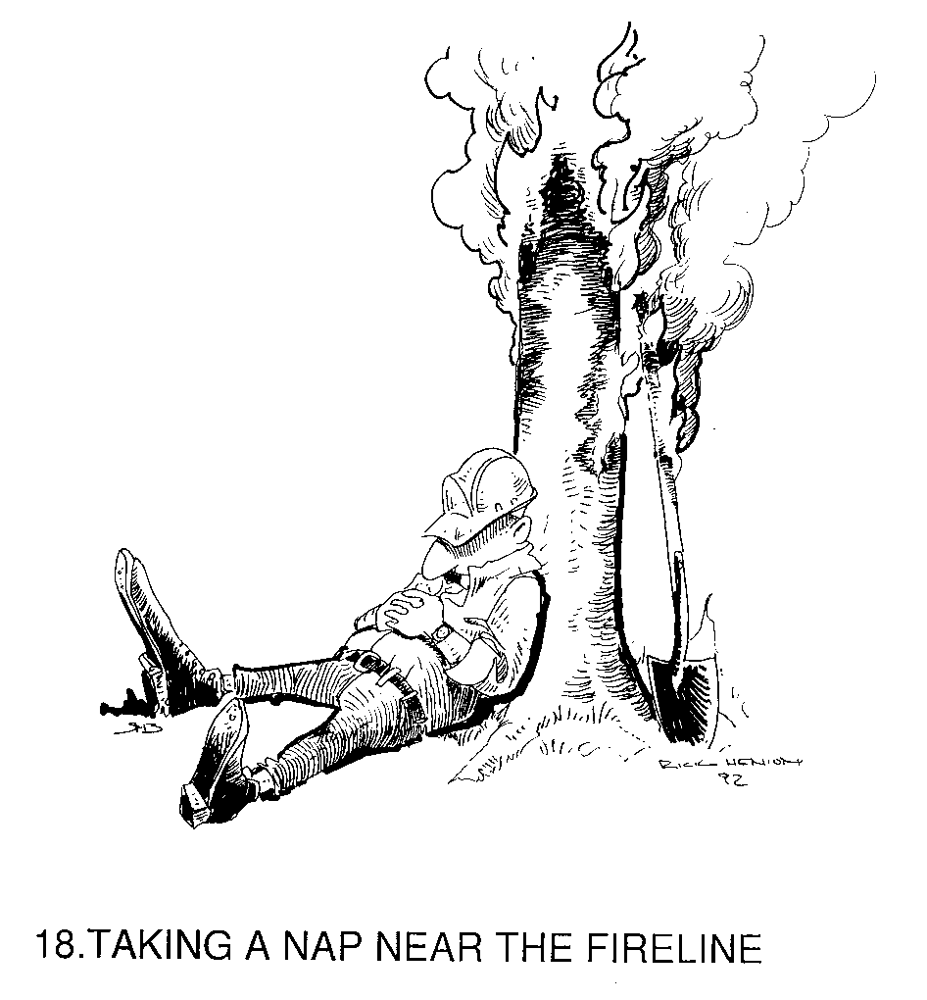 RICK HENION
92
18.TAKING A NAP NEAR THE FIRELINE